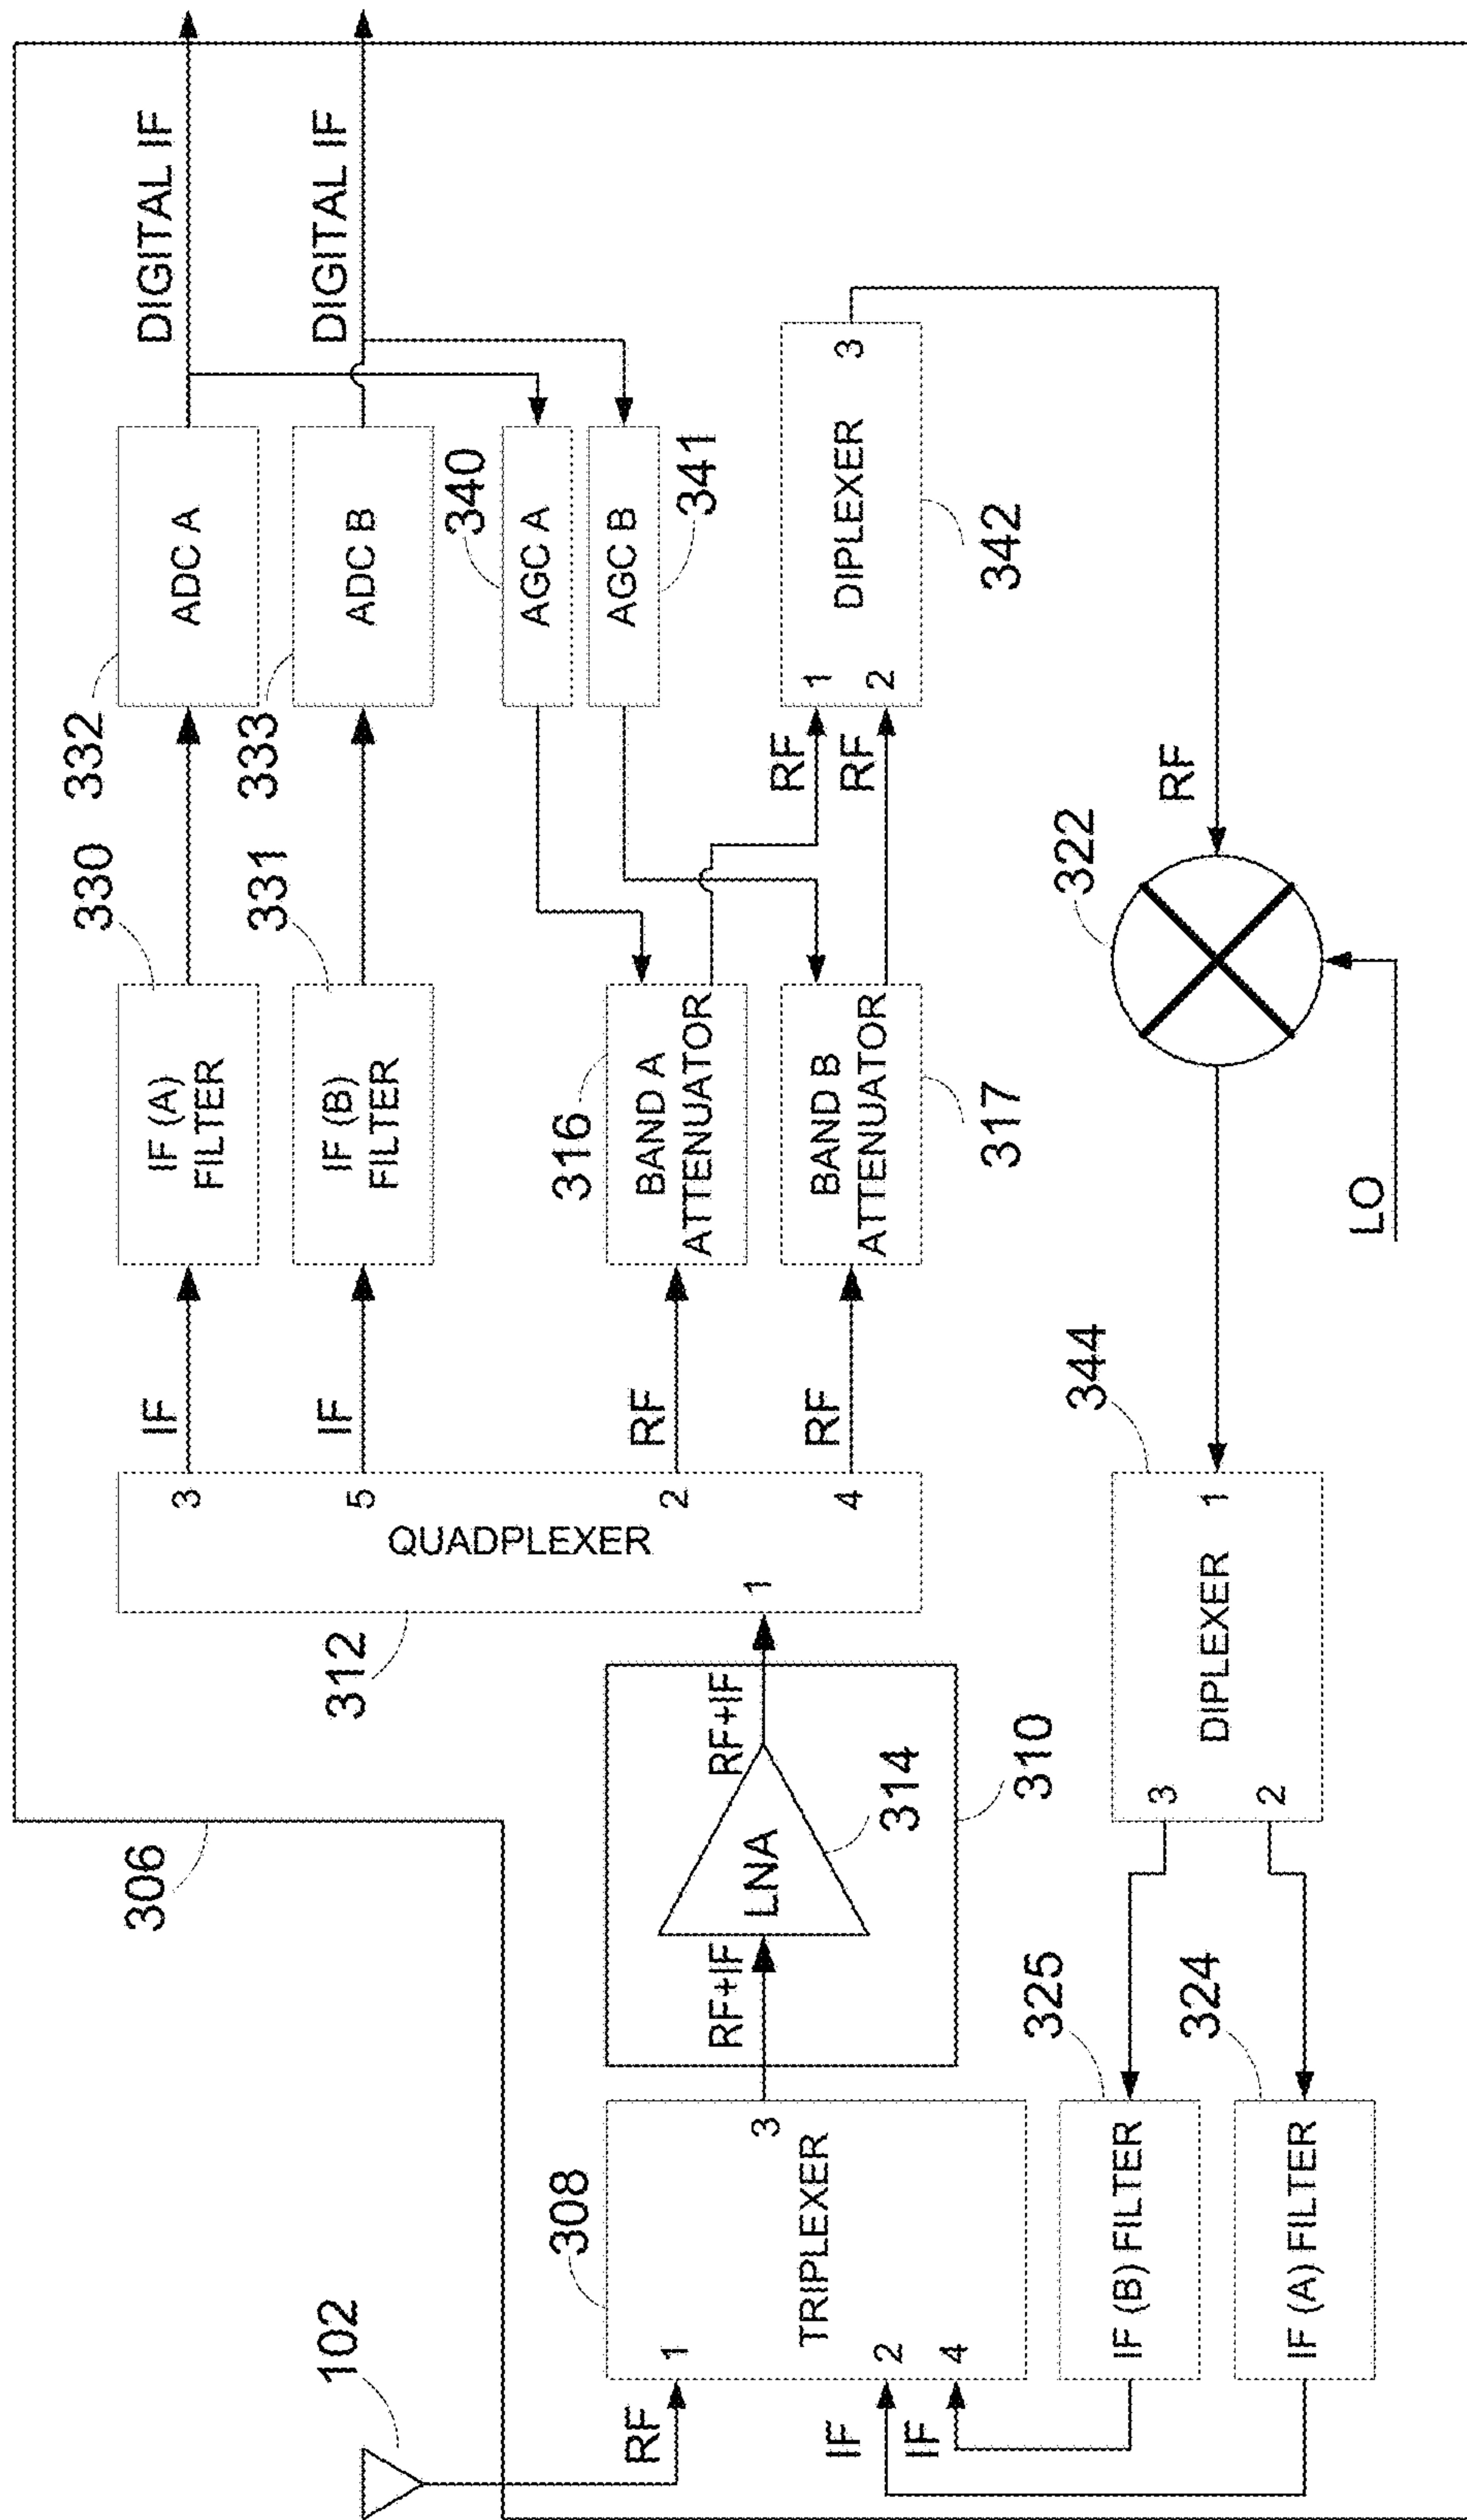 102
306
RF
308
1
TRIPLEXER
3
2
4
IF
IF
RF+IF
LNA
RF+IF
314
310
312
1
QUADPLEXER
3
5
2
4
IF
IF
RF
RF
330
IF (A)
FILTER
331
IF (B)
FILTER
332
ADC A
333
ADC B
DIGITAL IF
DIGITAL IF
340
AGC A
AGC B
341
316
BAND A
ATTENUATOR
BAND B
ATTENUATOR
317
RF
RF
1
2
DIPLEXER
3
342
RF
322
LO
344
3
2
DIPLEXER
1
325
IF (B) FILTER
324
IF (A) FILTER